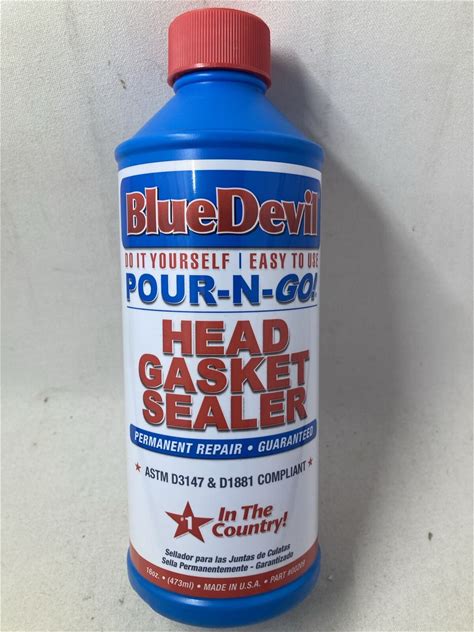 BlueDevil
DO IT YOURSELF | EASY TO USE
POUR-N-GO!
HEAD
GASKET
SEALER
PERMANENT REPAIR • GUARANTEED
★ ASTM D3147 & D1881 COMPLIANT ★
#1 In The
Country!
Sellador para las Juntas de Culatas
Sella Permanentemente - Garantizado
16oz. • (473ml) • MADE IN U.S.A. • PART #00209